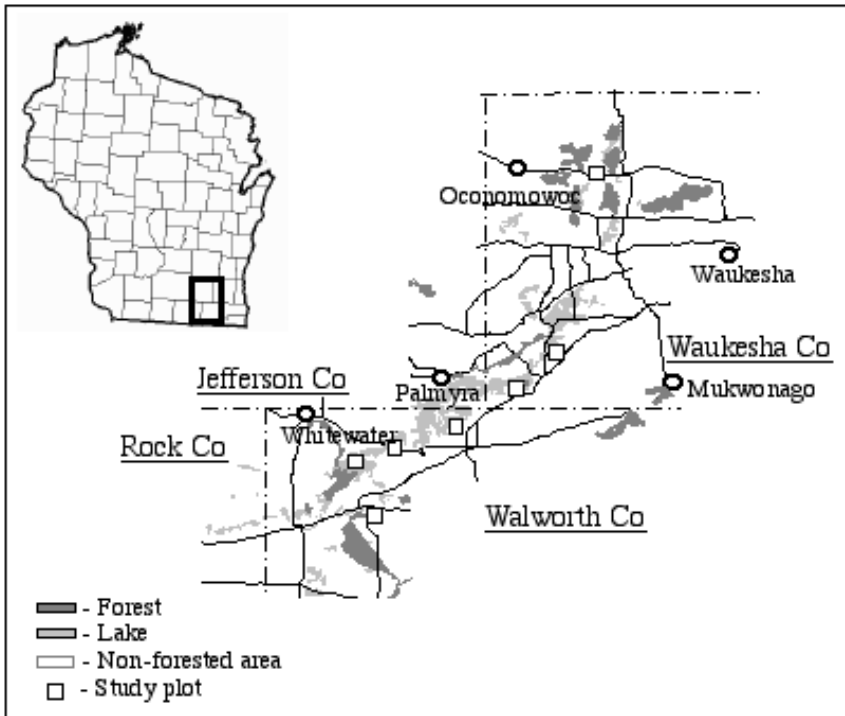 Oconomowoc
Waukesha
Waukesha Co
Jefferson Co
Palmyra
Mukwonago
Whitewater
Rock Co
Walworth Co
- Forest
- Lake
- Non-forested area
- Study plot